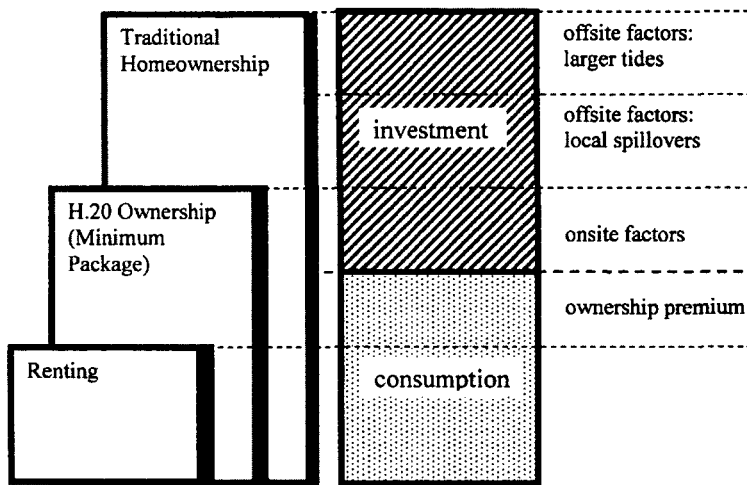 Traditional
Homeownership
H.20 Ownership
(Minimum
Package)
Renting
investment
consumption
offsite factors:
larger tides
offsite factors:
local spillovers
onsite factors
ownership premium